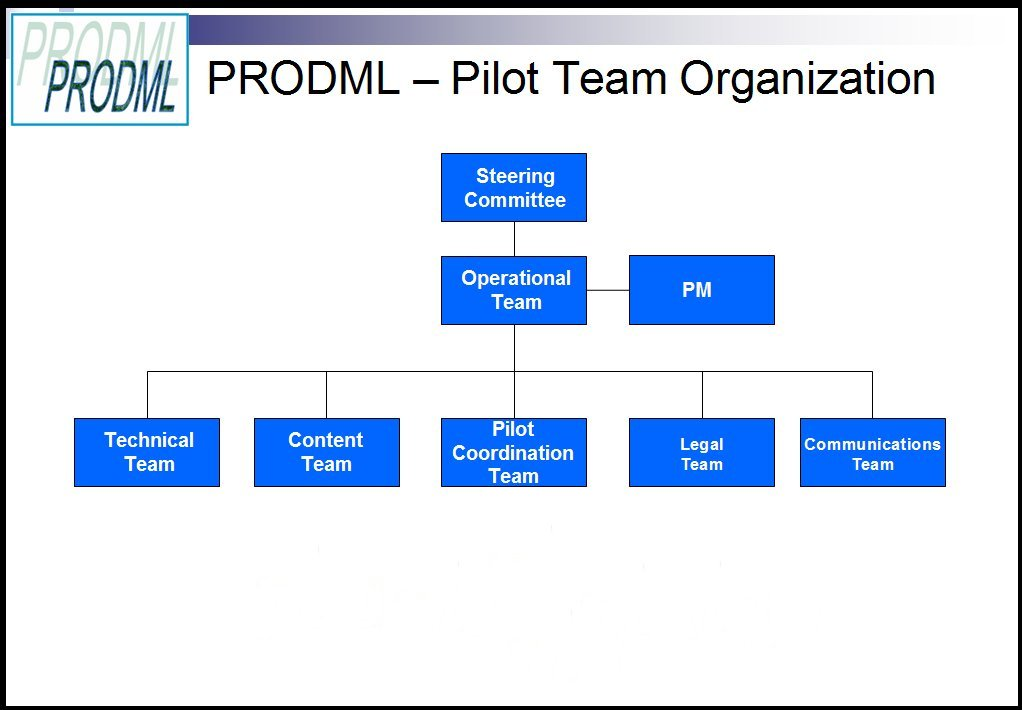 PRODML
PRODML
PRODML – Pilot Team Organization
Steering
Committee
Operational
Team
PM
Technical
Team
Content
Team
Pilot
Coordination
Team
Legal
Team
Communications
Team